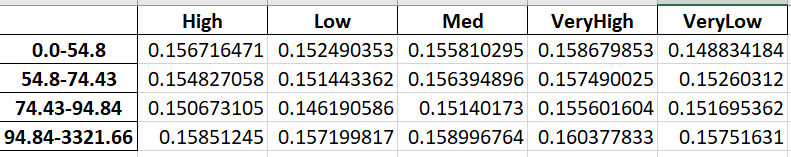 High Low Med VeryHigh VeryLow
0.0-54.8 0.156716471 0.152490353 0.155810295 0.158679853 0.148834184
54.8-74.43 0.154827058 0.151443362 0.156394896 0.157490025 0.15260312
74.43-94.84 0.150673105 0.146190586 0.15140173 0.155601604 0.151695362
94.84-3321.66 0.15851245 0.157199817 0.158996764 0.160377833 0.15751631